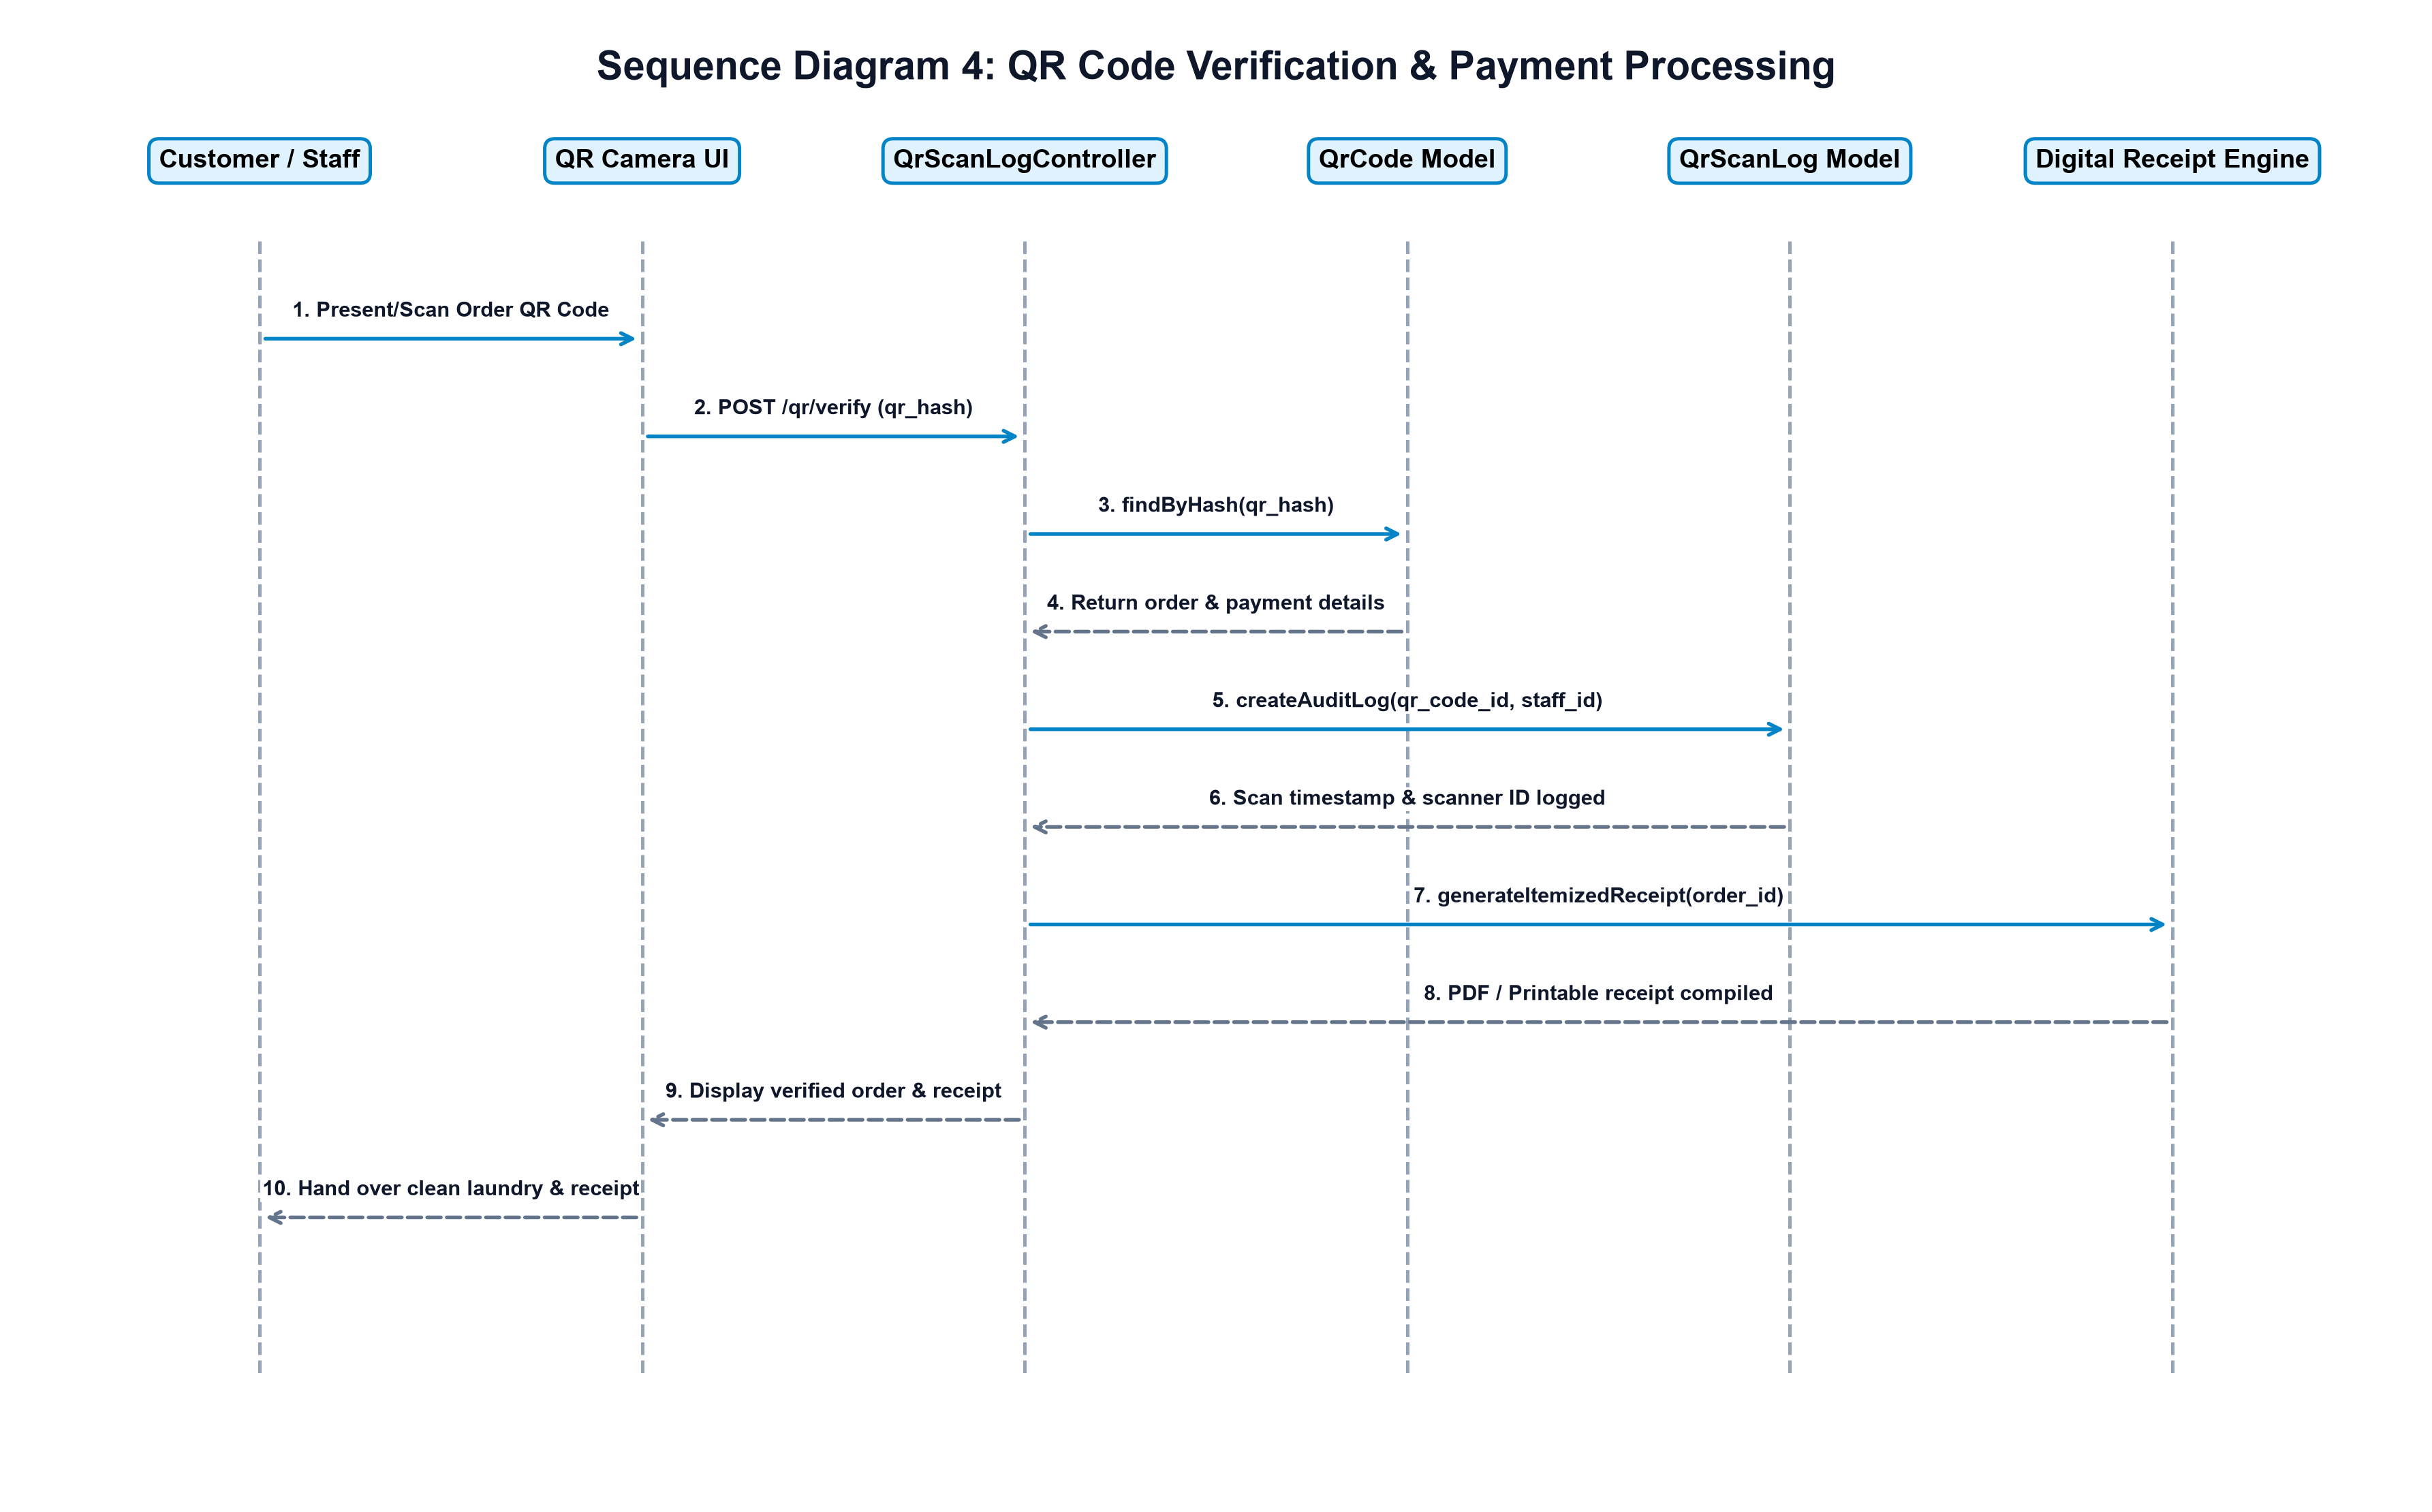 Sequence Diagram 4: QR Code Verification & Payment Processing
Customer / Staff
QR Camera UI
QrScanLogController
QrCode Model
QrScanLog Model
Digital Receipt Engine
1. Present/Scan Order QR Code
2. POST /qr/verify (qr_hash)
3. findByHash(qr_hash)
4. Return order & payment details
5. createAuditLog(qr_code_id, staff_id)
6. Scan timestamp & scanner ID logged
7. generateItemizedReceipt(order_id)
8. PDF / Printable receipt compiled
9. Display verified order & receipt
10. Hand over clean laundry & receipt